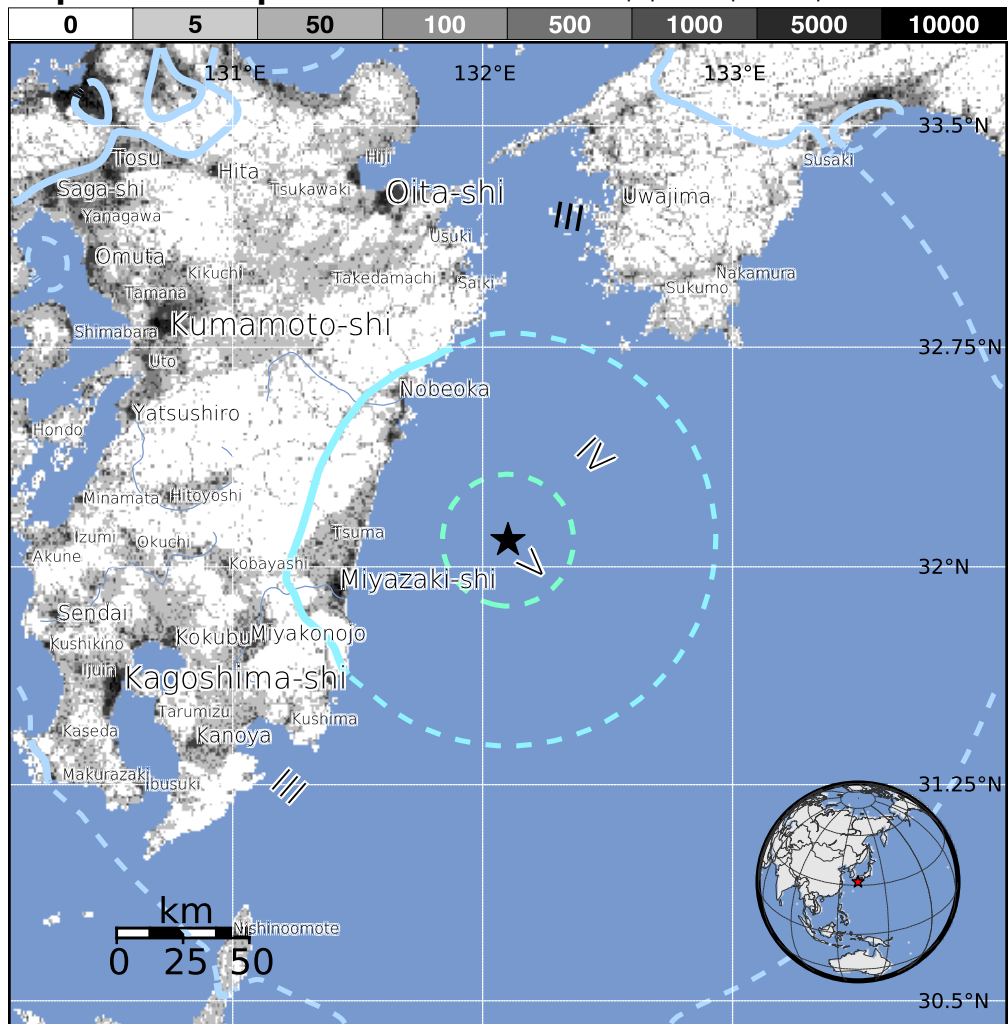 0 5 50 100 500 1000 5000 10000
131°E 132°E 133°E
33.5°N
Tosu
Hiji
Susaki
Hita
Saga-shi
Tsukawaki
Oita-shi
Uwajima
III
Yanagawa
Usuki
Omuta
Kikuchi
Takedamachi
Saiki
Nakamura
Sukumo
Tamana
Shimabara
Kumamoto-shi
32.75°N
Uto
Nobeoka
Yatsushiro
Hondo
IV
Minamata
Hitoyoshi
Tsuma
Izumi
Okuchi
Akune
Kobayashi
V
32°N
Miyazaki-shi
Sendai
Kokubu
Miyakonojo
Kushikino
Ijuin
Kagoshima-shi
Tarumizu
Kushima
Kaseda
Kanoya
Makurazaki
Ibusuki
III
31.25°N
km
Nishinoomote
0 25 50
30.5°N